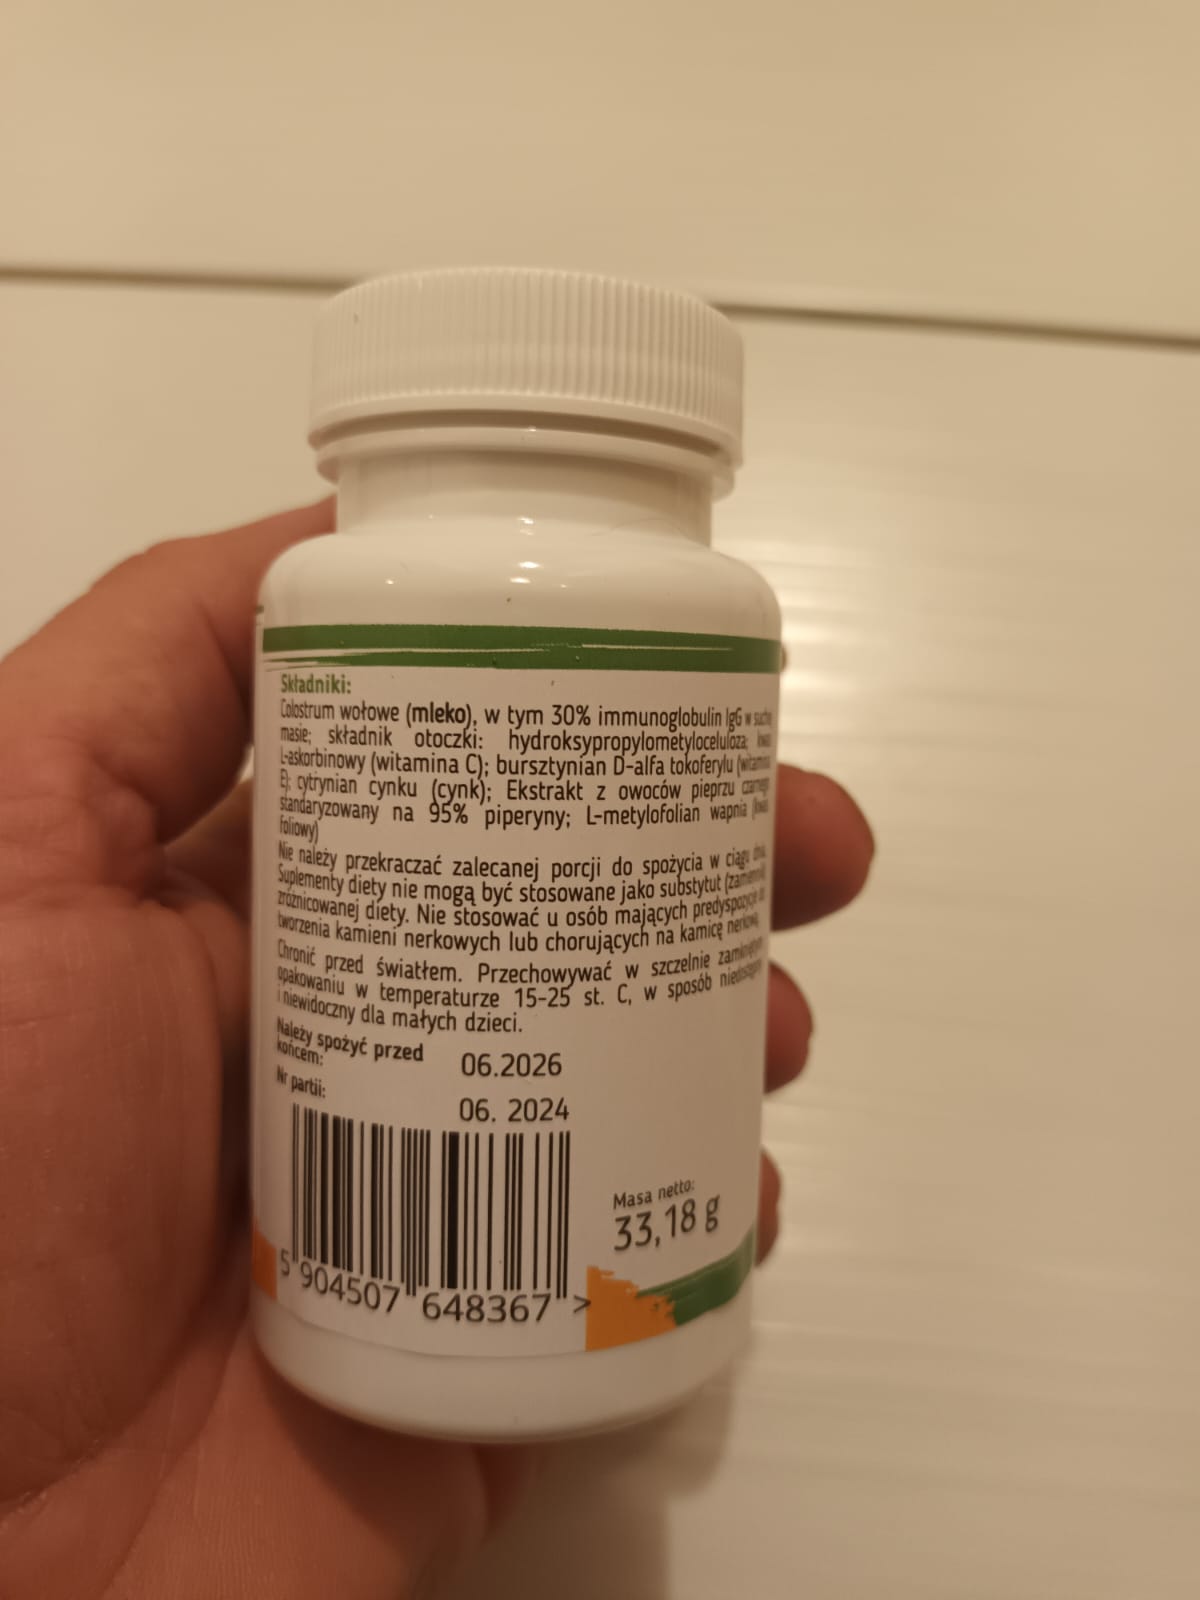 Składniki:
Colostrum wołowe (mleko), w tym 30% immunoglobulin IgG w suchej
masie; składnik otoczki: hydroksypropylometyloceluloza; kwas
L-askorbinowy (witamina C); bursztynian D-alfa tokoferylu (witamina
E); cytrynian cynku (cynk); Ekstrakt z owoców pieprzu czarnego
standaryzowany na 95% piperyny; L-metylofolian wapnia (kwas
foliowy)
Nie należy przekraczać zalecanej porcji do spożycia w ciągu dnia.
Suplementy diety nie mogą być stosowane jako substytut (zamiennik)
zróżnicowanej diety. Nie stosować u osób mających predyspozycje do
tworzenia kamieni nerkowych lub chorujących na kamicę nerkową.
Chronić przed światłem. Przechowywać w szczelnie zamkniętym
opakowaniu w temperaturze 15-25 st. C, w sposób niedostępny
i niewidoczny dla małych dzieci.
Należy spożyć przed
końcem: 06.2026
Nr partii: 06. 2024
Masa netto:
33,18 g
5 904507 648367 >